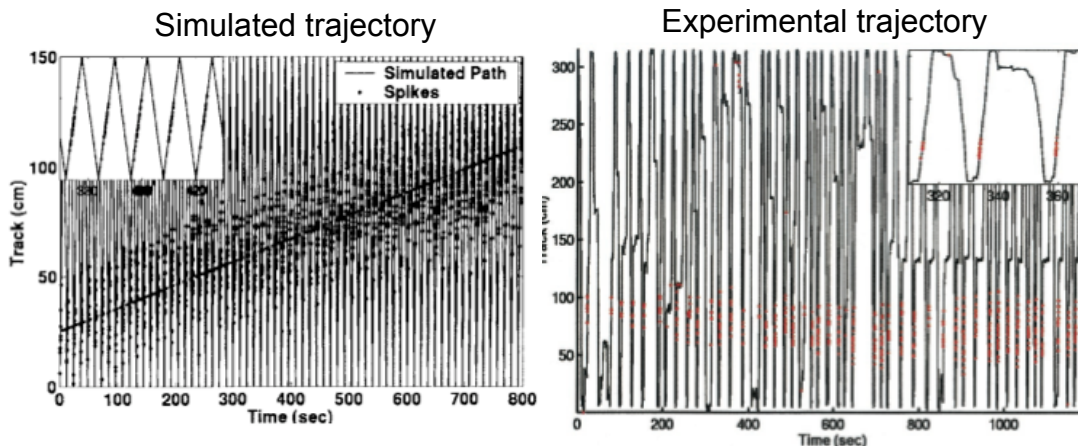 Simulated trajectory
Experimental trajectory
150
Simulated Path
Spikes
420
100
50
0
Track (cm)
0 100 200 300 400 500 600 700 800
Time (sec)
300
250
200
150
100
50
320 340 360
0 200 400 600 800 1000
Time (sec)